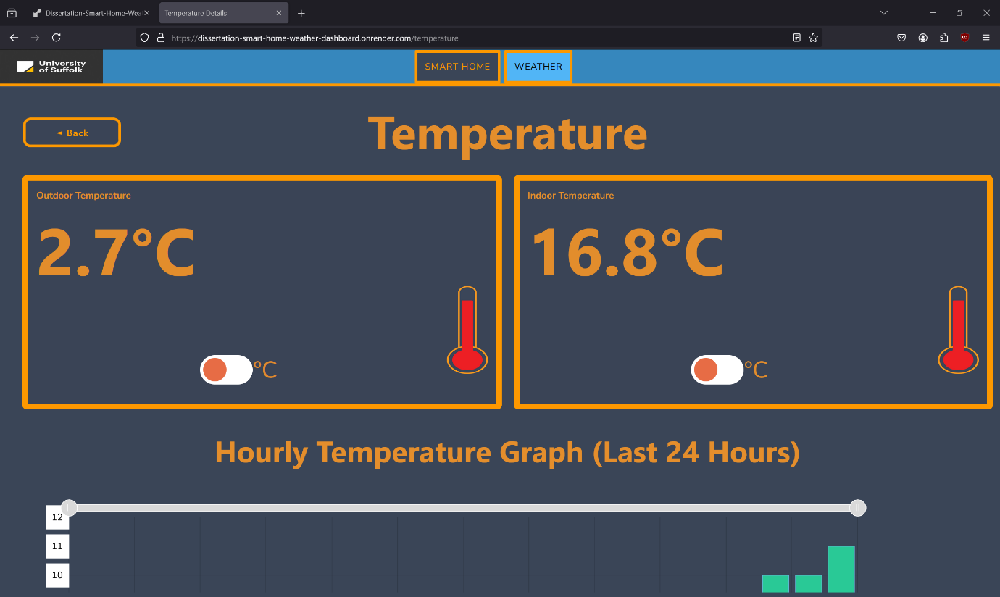 Dissertation-Smart-Home-Wea
Temperature Details
https://dissertation-smart-home-weather-dashboard.onrender.com/temperature
University
of Suffolk
SMART HOME
WEATHER
◄ Back
Temperature
Outdoor Temperature
2.7°C
°C
Indoor Temperature
16.8°C
°C
Hourly Temperature Graph (Last 24 Hours)
12
11
10